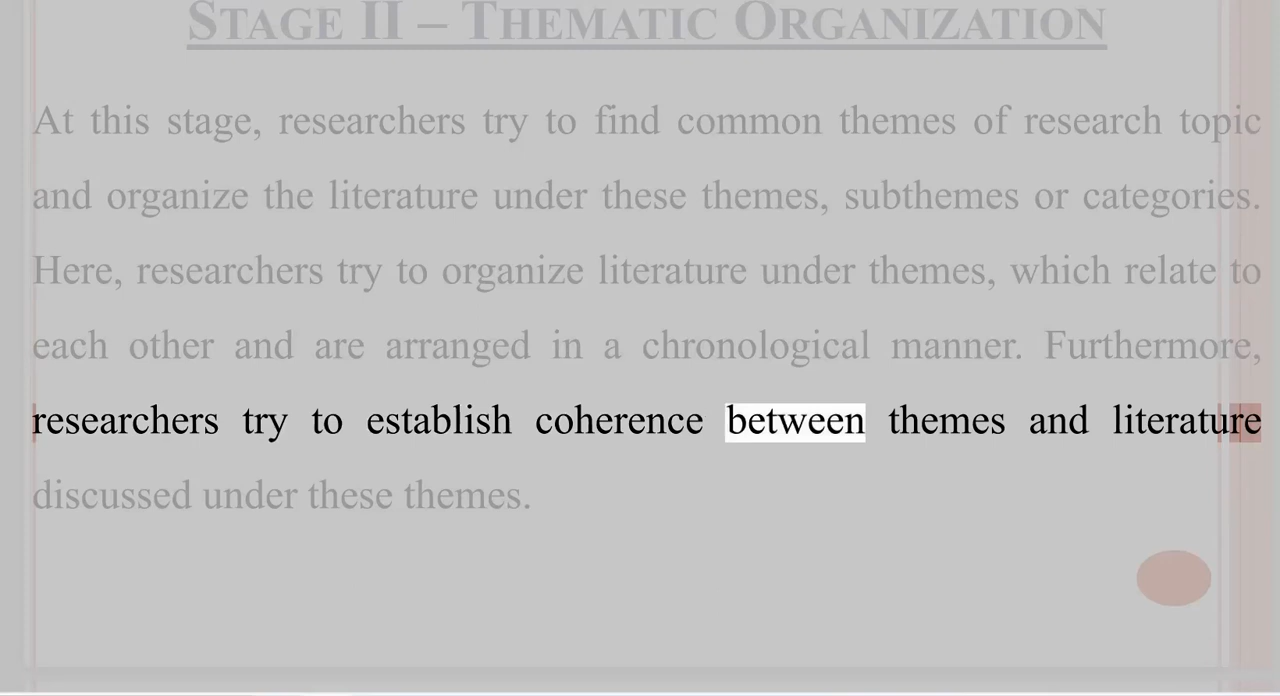 STAGE II – THEMATIC ORGANIZATION
At this stage, researchers try to find common themes of research topic
and organize the literature under these themes, subthemes or categories.
Here, researchers try to organize literature under themes, which relate to
each other and are arranged in a chronological manner. Furthermore,
researchers try to establish coherence between themes and literature
discussed under these themes.